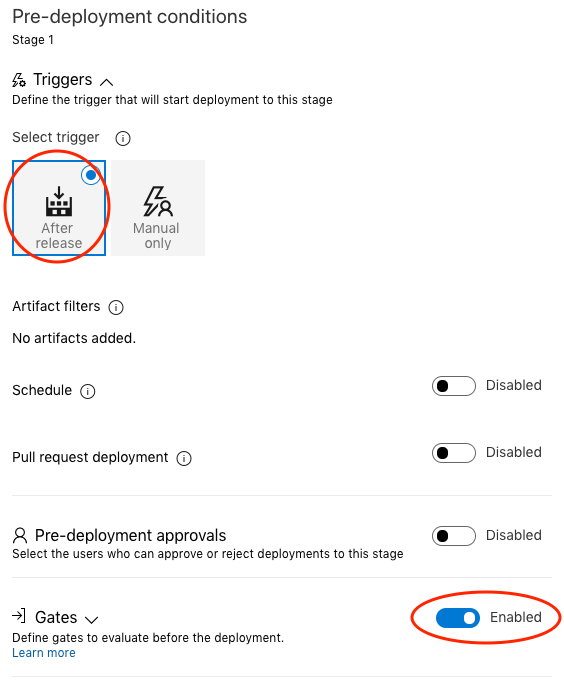 Pre-deployment conditions
Stage 1
Triggers
Define the trigger that will start deployment to this stage
Select trigger
After
release
Manual
only
Artifact filters
No artifacts added.
Schedule
Disabled
Pull request deployment
Disabled
Pre-deployment approvals
Disabled
Select the users who can approve or reject deployments to this stage
Gates
Enabled
Define gates to evaluate before the deployment.
Learn more